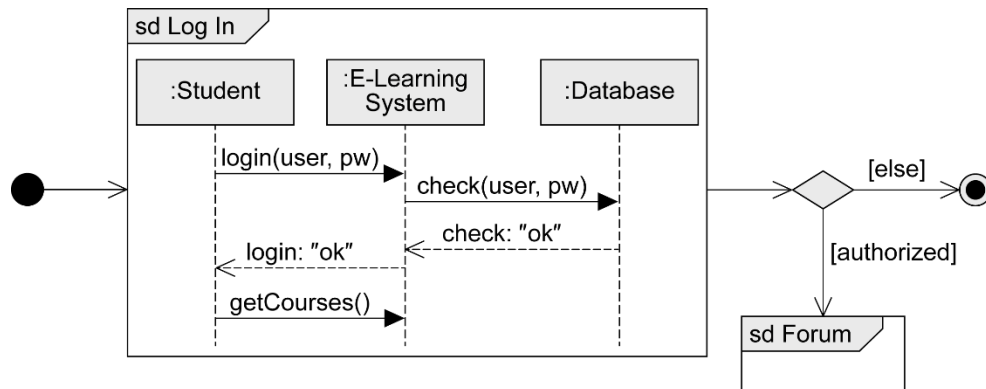 sd Log In
:Student
:E-Learning
System
:Database
login(user, pw)
check(user, pw)
check: "ok"
login: "ok"
getCourses()
[else]
[authorized]
sd Forum